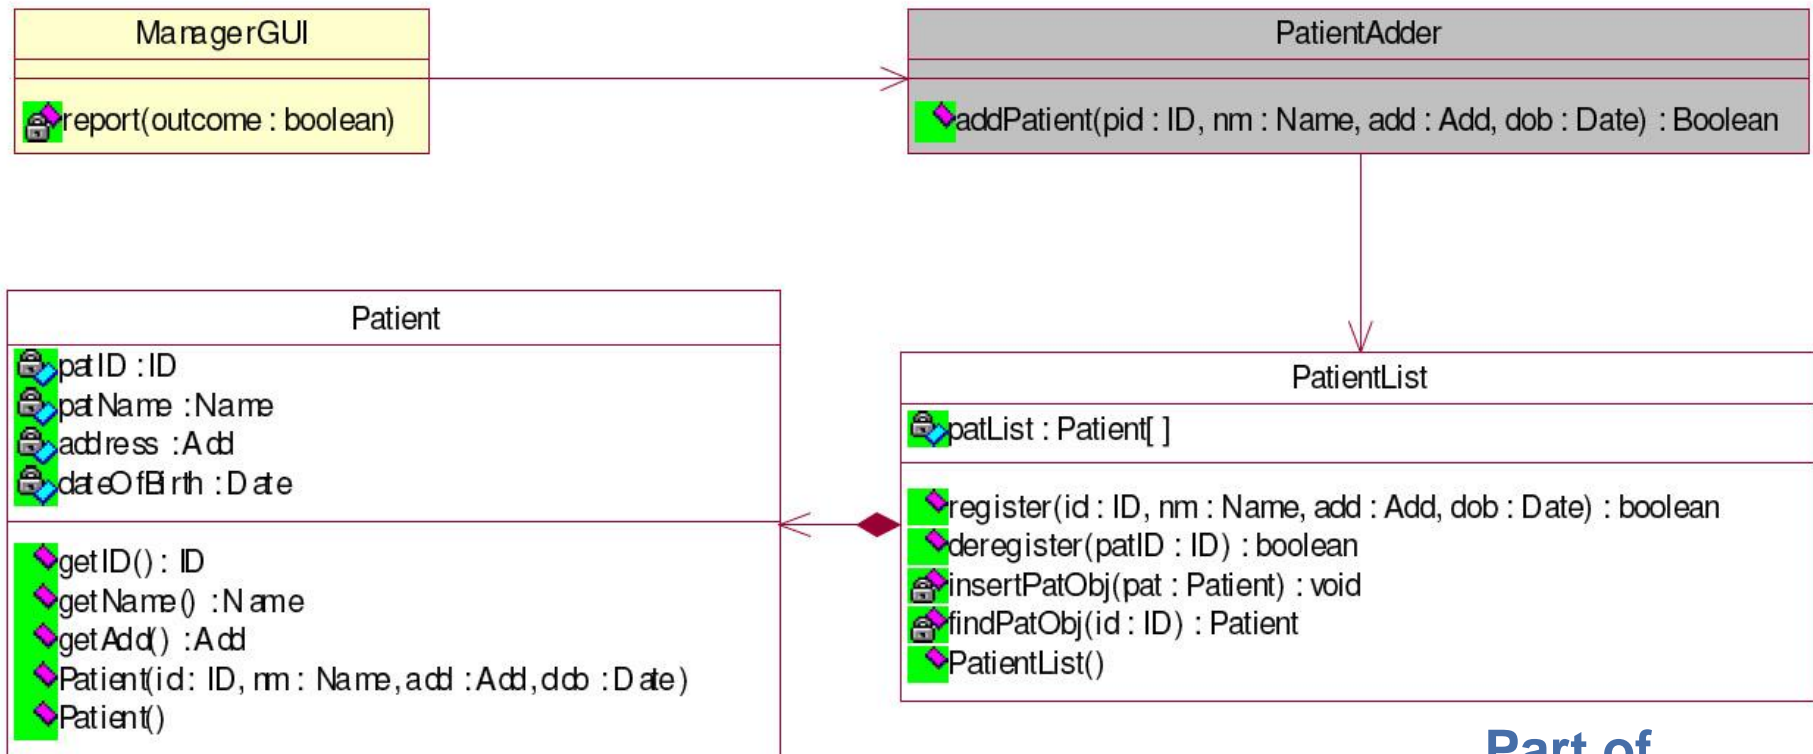 ManagerGUI
report(outcome : boolean)
PatientAdder
addPatient(pid : ID, nm : Name, add : Add, dob : Date) : Boolean
Patient
patID : ID
patName : Name
address : Add
dateOfBirth : Date
getID() : ID
getName() : Name
getAdd() : Add
Patient(id : ID, nm : Name, add : Add, dob : Date)
Patient()
PatientList
patList : Patient[ ]
register(id : ID, nm : Name, add : Add, dob : Date) : boolean
deregister(patID : ID) : boolean
insertPatObj(pat : Patient) : void
findPatObj(id : ID) : Patient
PatientList()
Part of